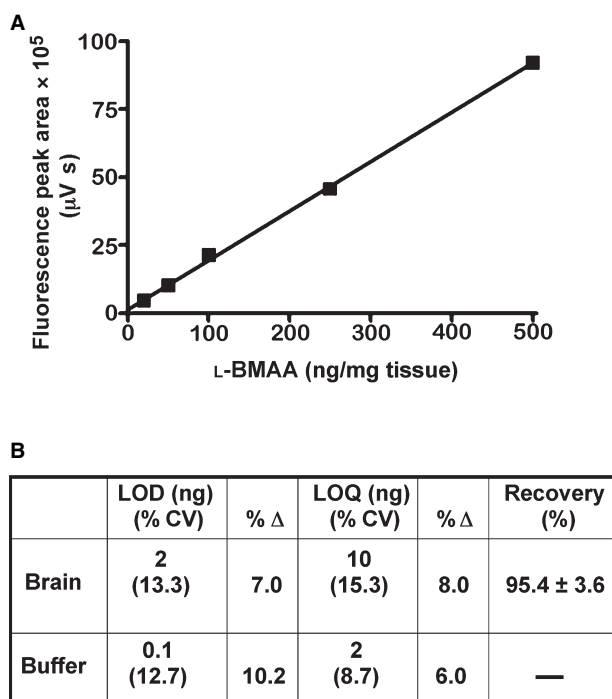 A
Fluorescence peak area × 10⁵
(µV s)
100
75
50
25
0
0 100 200 300 400 500
L-BMAA (ng/mg tissue)
B
LOD (ng)
(% CV)
% Δ
LOQ (ng)
(% CV)
% Δ
Recovery
(%)
Brain
2
(13.3)
7.0
10
(15.3)
8.0
95.4 ± 3.6
Buffer
0.1
(12.7)
10.2
2
(8.7)
6.0
—